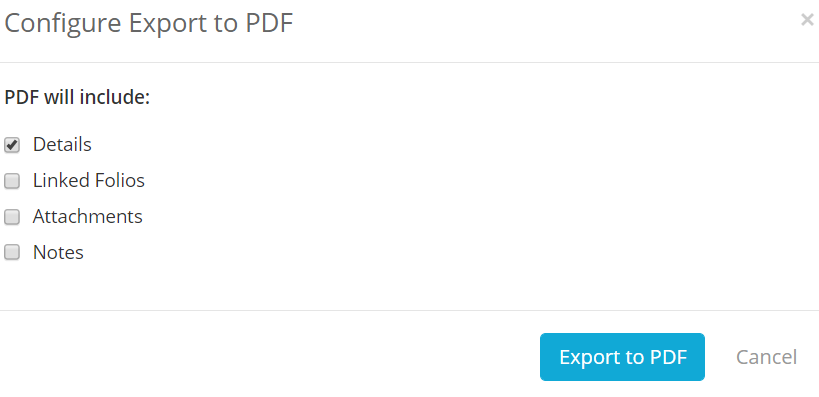 Configure Export to PDF
×
PDF will include:
Details
Linked Folios
Attachments
Notes
Export to PDF
Cancel